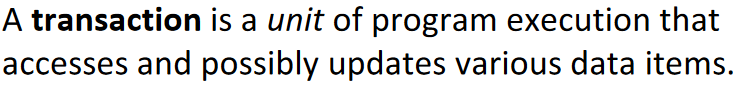 A transaction is a unit of program execution that
accesses and possibly updates various data items.